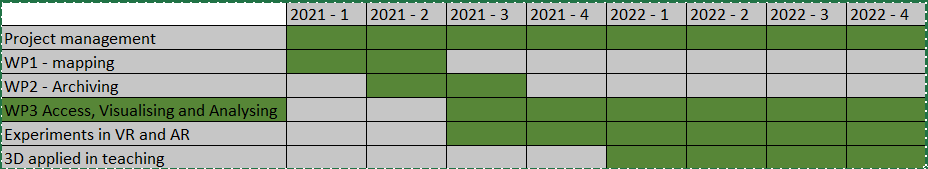 2021 - 1 2021 - 2 2021 - 3 2021 - 4 2022 - 1 2022 - 2 2022 - 3 2022 - 4
Project management
WP1 - mapping
WP2 - Archiving
WP3 Access, Visualising and Analysing
Experiments in VR and AR
3D applied in teaching